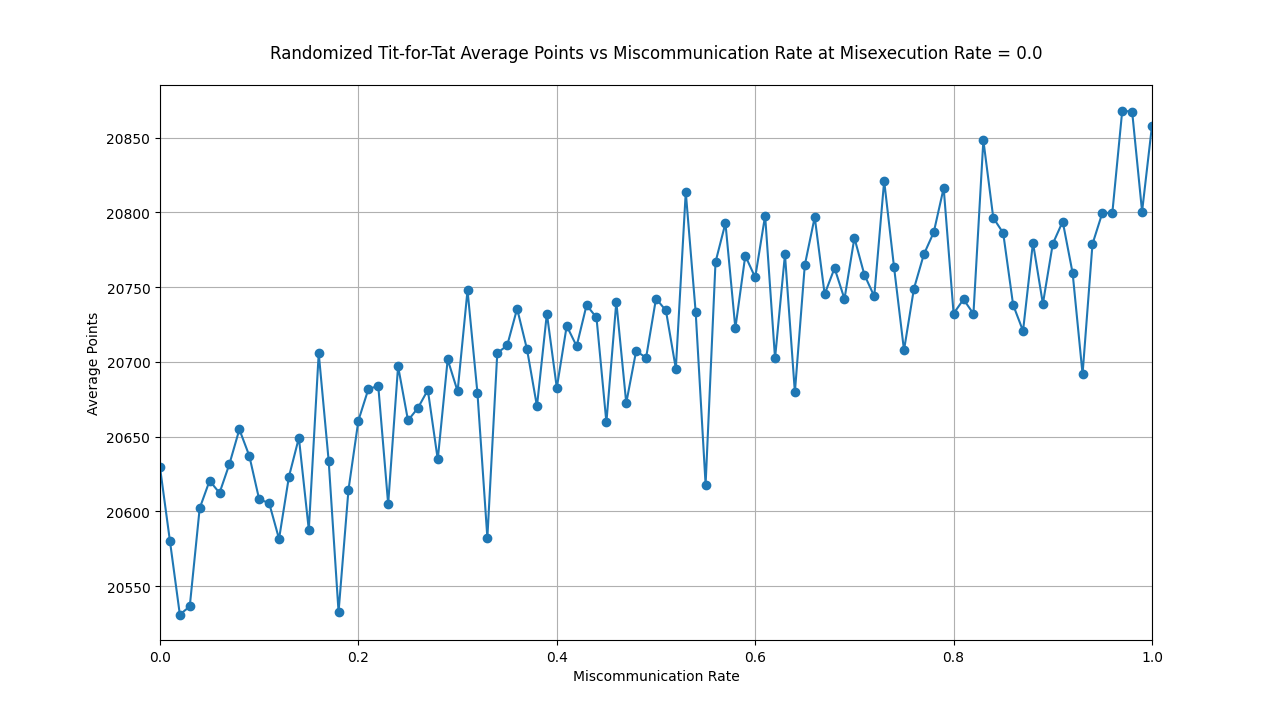 Randomized Tit-for-Tat Average Points vs Miscommunication Rate at Misexecution Rate = 0.0
Average Points
20850
20800
20750
20700
20650
20600
20550
0.0 0.2 0.4 0.6 0.8 1.0
Miscommunication Rate